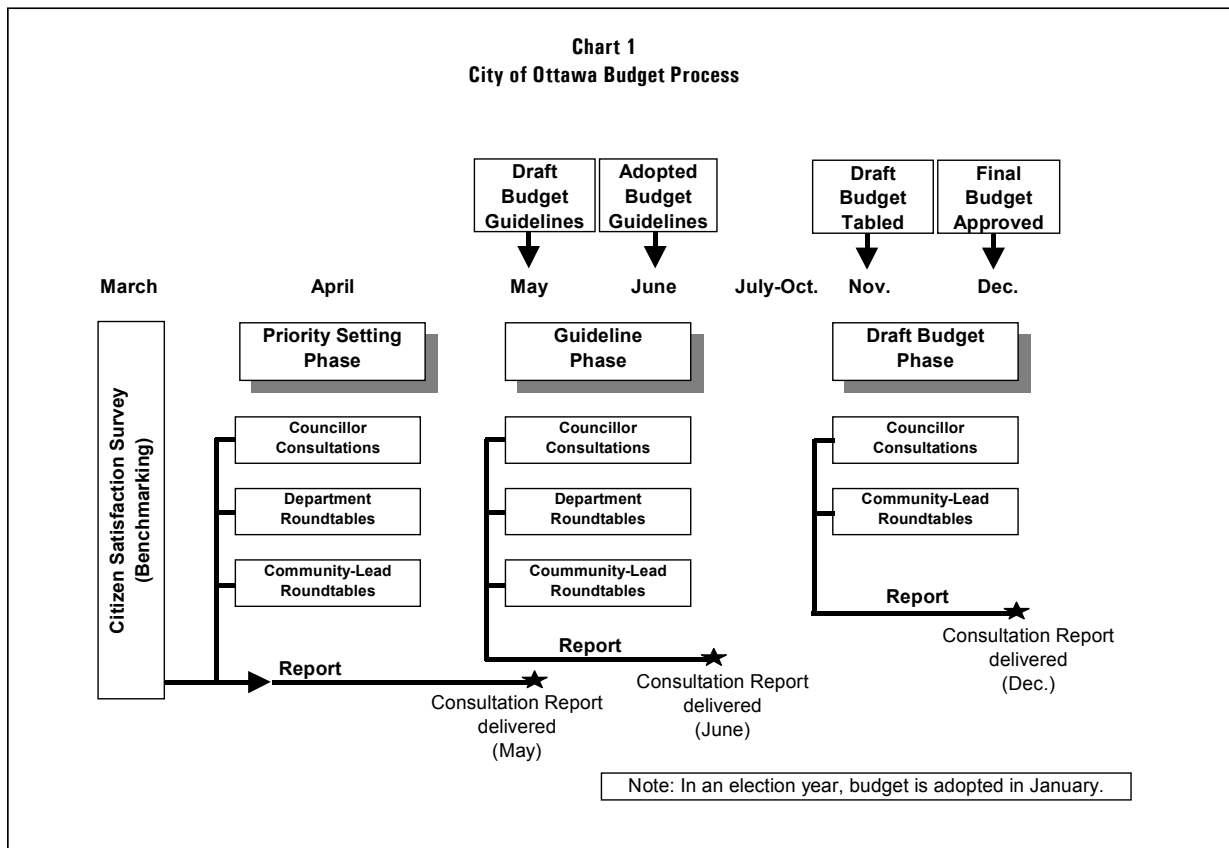 Chart 1
City of Ottawa Budget Process
Draft
Budget
Guidelines
Adopted
Budget
Guidelines
Draft
Budget
Tabled
Final
Budget
Approved
March
April
May
June
July-Oct.
Nov.
Dec.
Citizen Satisfaction Survey
(Benchmarking)
Priority Setting
Phase
Councillor
Consultations
Department
Roundtables
Community-Lead
Roundtables
Report
Consultation Report
delivered
(May)
Guideline
Phase
Councillor
Consultations
Department
Roundtables
Coummunity-Lead
Roundtables
Report
Consultation Report
delivered
(June)
Draft Budget
Phase
Councillor
Consultations
Community-Lead
Roundtables
Report
Consultation Report
delivered
(Dec.)
Note: In an election year, budget is adopted in January.